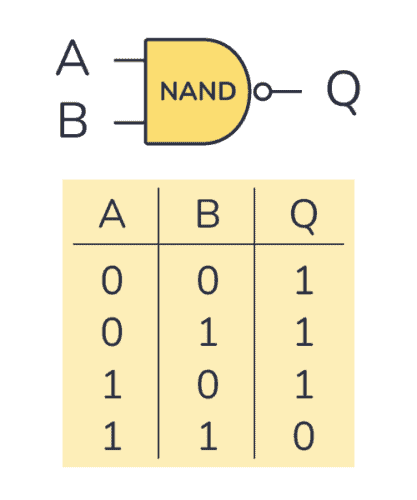 A
NAND
Q
B
A B Q
0 0 1
0 1 1
1 0 1
1 1 0